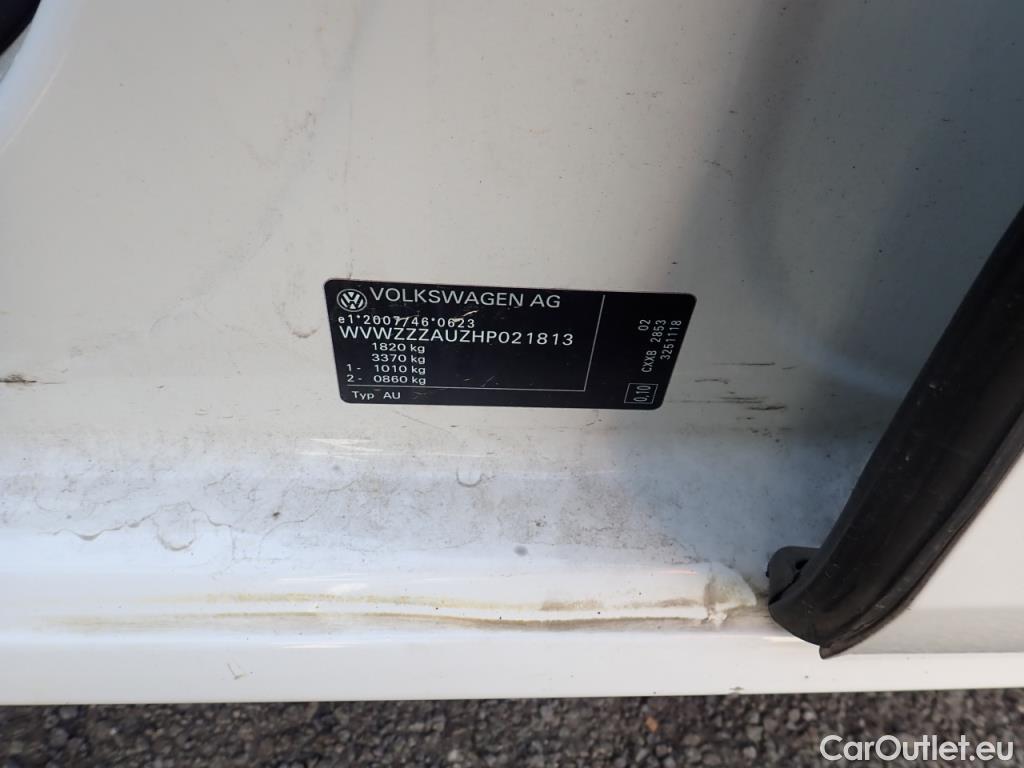 VOLKSWAGEN AG
e1*2007/46*0623
WVWZZZAUZHP021813
1820 kg
3370 kg
1 - 1010 kg
2 - 0860 kg
Typ AU
0,10
CXXB 2853 02
3251118
CarOutlet.eu